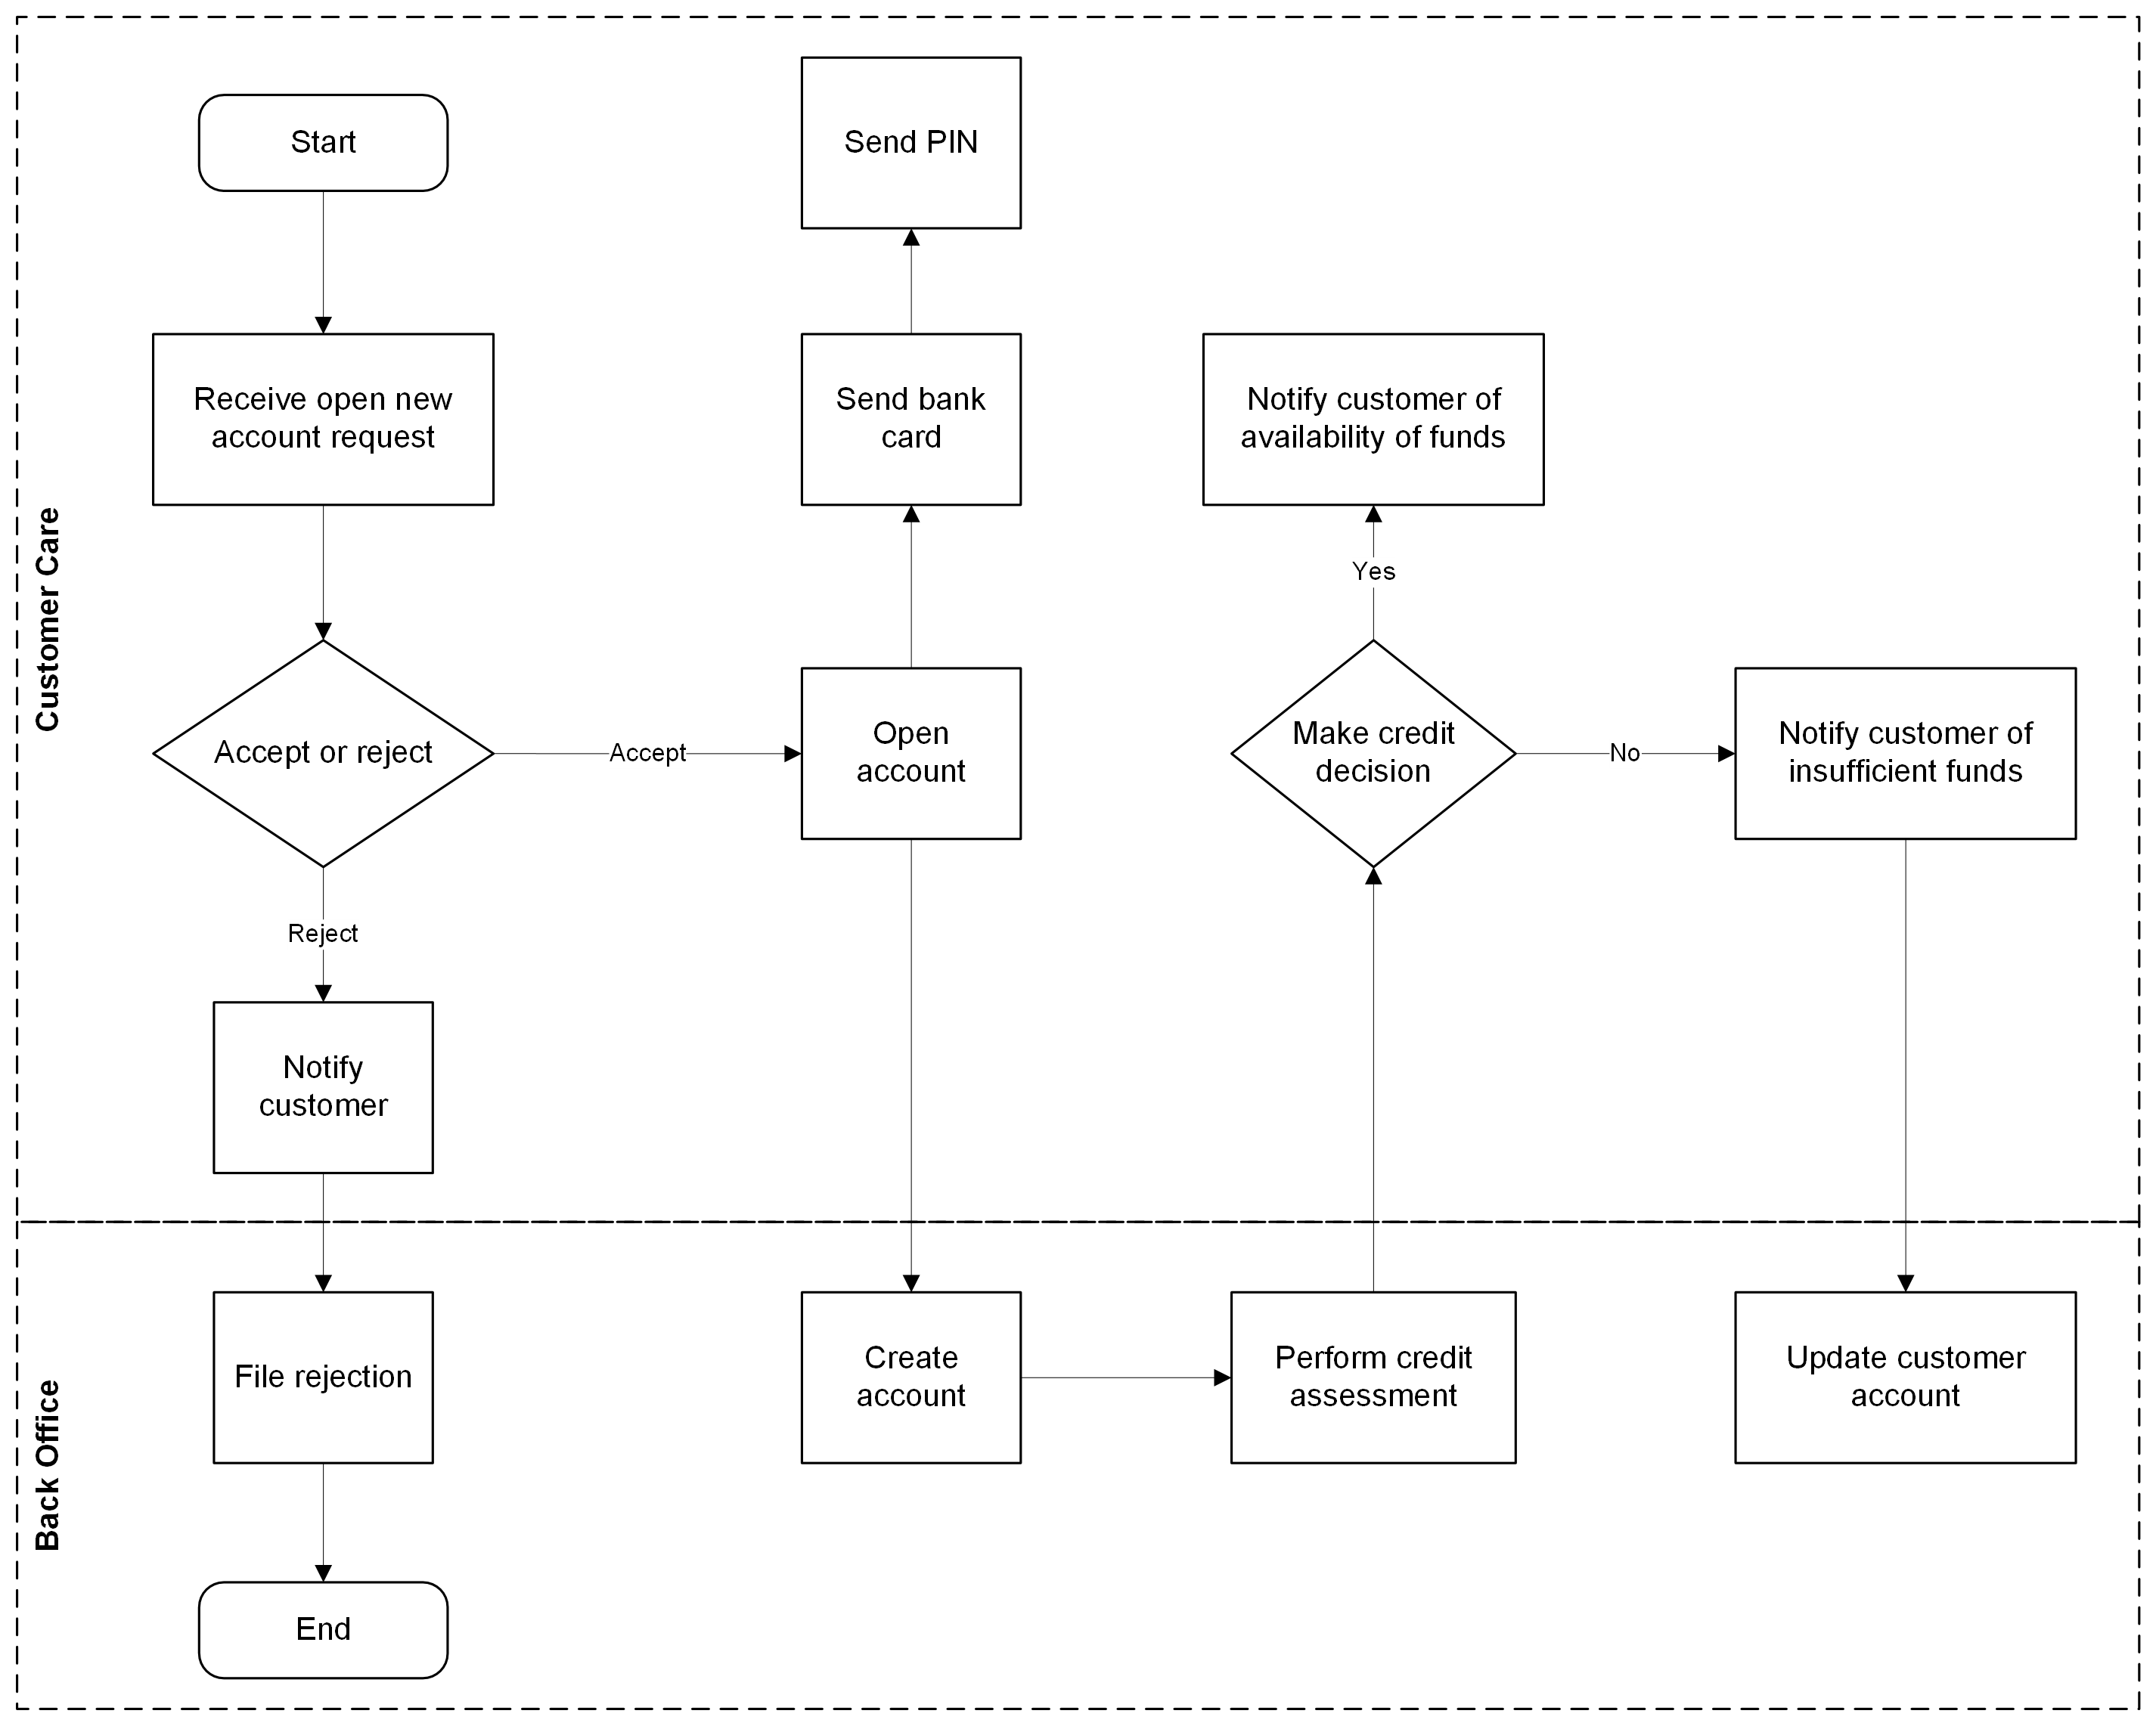 Customer Care
Start
Receive open new
account request
Accept or reject
Accept
Reject
Notify
customer
Send PIN
Send bank
card
Open
account
Notify customer of
availability of funds
Yes
Make credit
decision
No
Notify customer of
insufficient funds
Back Office
File rejection
End
Create
account
Perform credit
assessment
Update customer
account